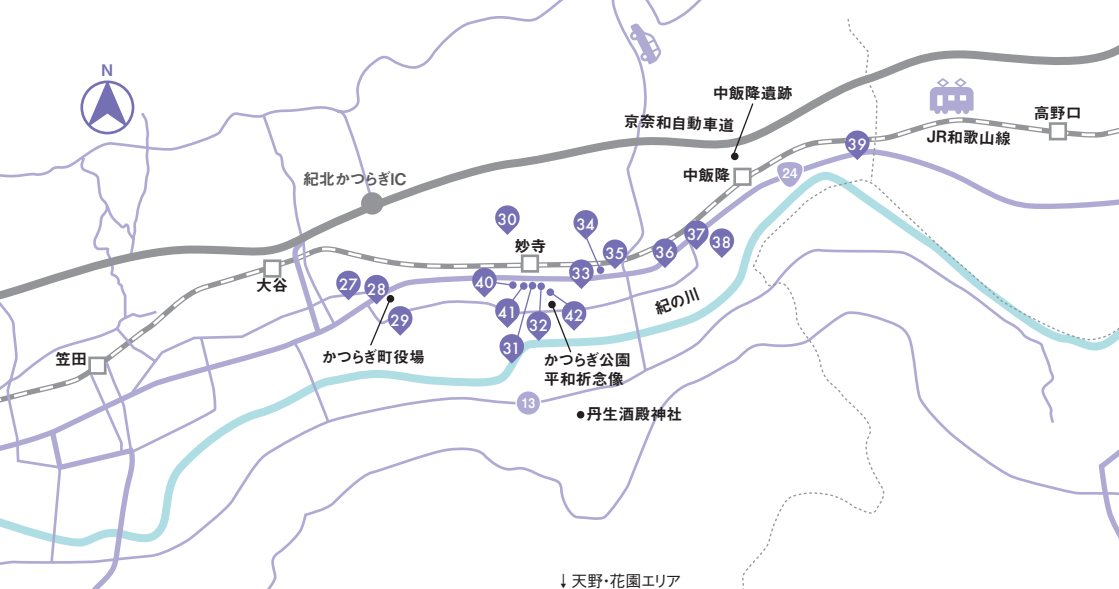 N
中飯降遺跡
京奈和自動車道
高野口
JR和歌山線
39
中飯降
24
紀北かつらぎIC
30
34
妙寺
35
37
38
36
大谷
33
27
28
40
29
41
32
42
紀の川
31
かつらぎ町役場
かつらぎ公園
平和祈念像
笠田
13
丹生酒殿神社
↓天野・花園エリア